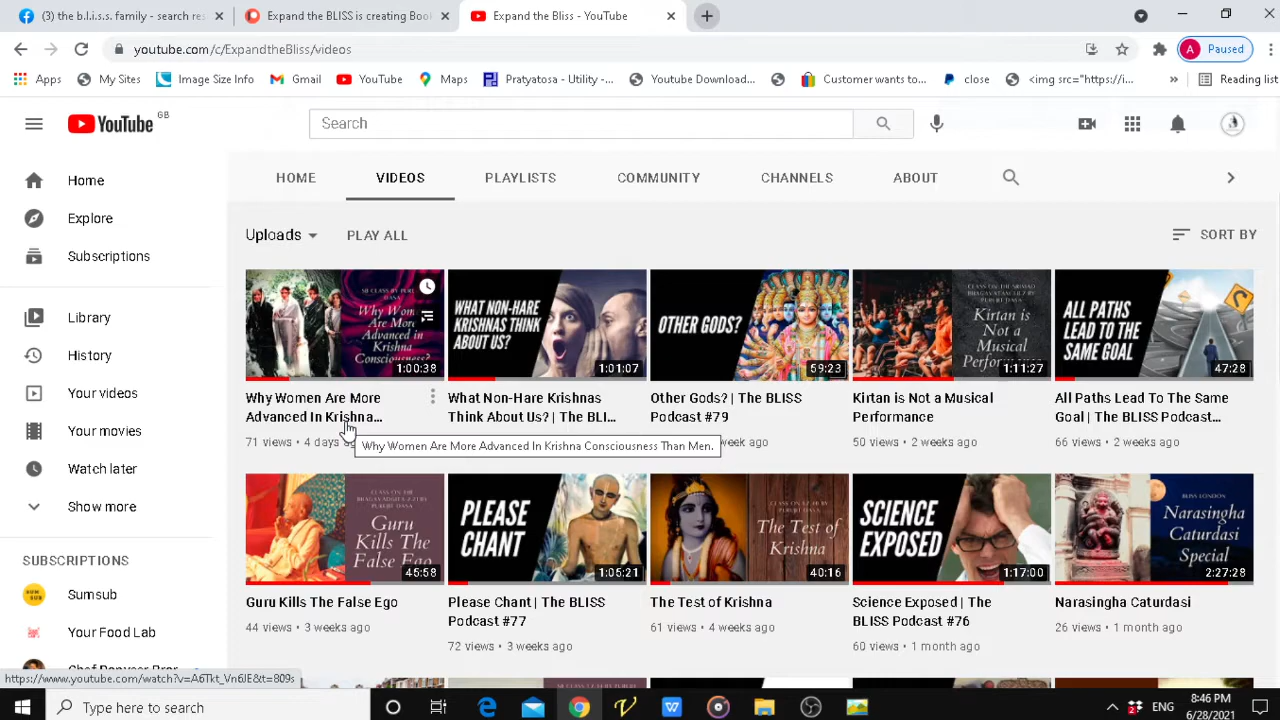 (3) the b.l.i.s.s. family - search res
Expand the BLISS is creating Boo
Expand the Bliss - YouTube
youtube.com/c/ExpandtheBliss/videos
A Paused
Apps My Sites Image Size Info Gmail YouTube Maps Pratyatosa - Utility -... Youtube Download... Customer wants to... close <img src="https://i... » Reading list
YouTube GB
Search
HOME VIDEOS PLAYLISTS COMMUNITY CHANNELS ABOUT
Home
Explore
Subscriptions
Library
History
Your videos
Your movies
Watch later
Show more
SUBSCRIPTIONS
Sumsub
Your Food Lab
Uploads PLAY ALL SORT BY
Why Wom
Are More
Advanced in
Krishna
1:00:38
WHAT NON-HARE
KRISHNAS
THINK
ABOUT US?
1:01:07
OTHER GODS?
59:23
Kirtan is
Not a
Musical
Performance
1:11:27
ALL PATHS
LEAD TO THE
SAME GOAL
47:28
Why Women Are More
Advanced In Krishna...
71 views • 4 days
What Non-Hare Krishnas
Think About Us? | The BLI...
Other Gods? | The BLISS
Podcast #79
week ago
Kirtan is Not a Musical
Performance
50 views • 2 weeks ago
All Paths Lead To The Same
Goal | The BLISS Podcast...
66 views • 2 weeks ago
Why Women Are More Advanced In Krishna Consciousness Than Men.
Guru
Kills The
False Ego
45:58
PLEASE
CHANT
1:05:21
The Test of
Krishna
40:16
SCIENCE
EXPOSED
1:17:00
BLISS LONDON
Narasingha
Caturdasi
Special
2:27:28
Guru Kills The False Ego
44 views • 3 weeks ago
Please Chant | The BLISS
Podcast #77
72 views • 3 weeks ago
The Test of Krishna
61 views • 4 weeks ago
Science Exposed | The
BLISS Podcast #76
60 views • 1 month ago
Narasingha Caturdasi
26 views • 1 month ago
https://www.youtube.com/watch?v=A6Tkt_Vn6JE&t=809s
Type here to search
ENG
8:46 PM
6/28/2021